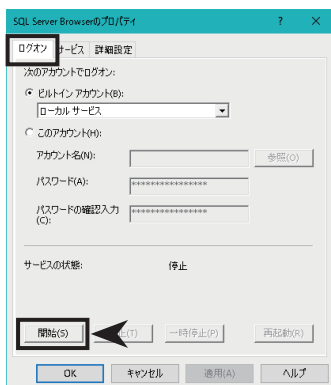 SQL Server Browserのプロパティ ? ×
ログオン サービス 詳細設定
次のアカウントでログオン:
ビルトイン アカウント(B):
ローカル サービス
このアカウント(H):
アカウント名(N): 参照(O)
パスワード(A): ****************
パスワードの確認入力(C): ****************
サービスの状態: 停止
開始(S) (T) 一時停止(P) 再起動(R)
OK キャンセル 適用(A) ヘルプ